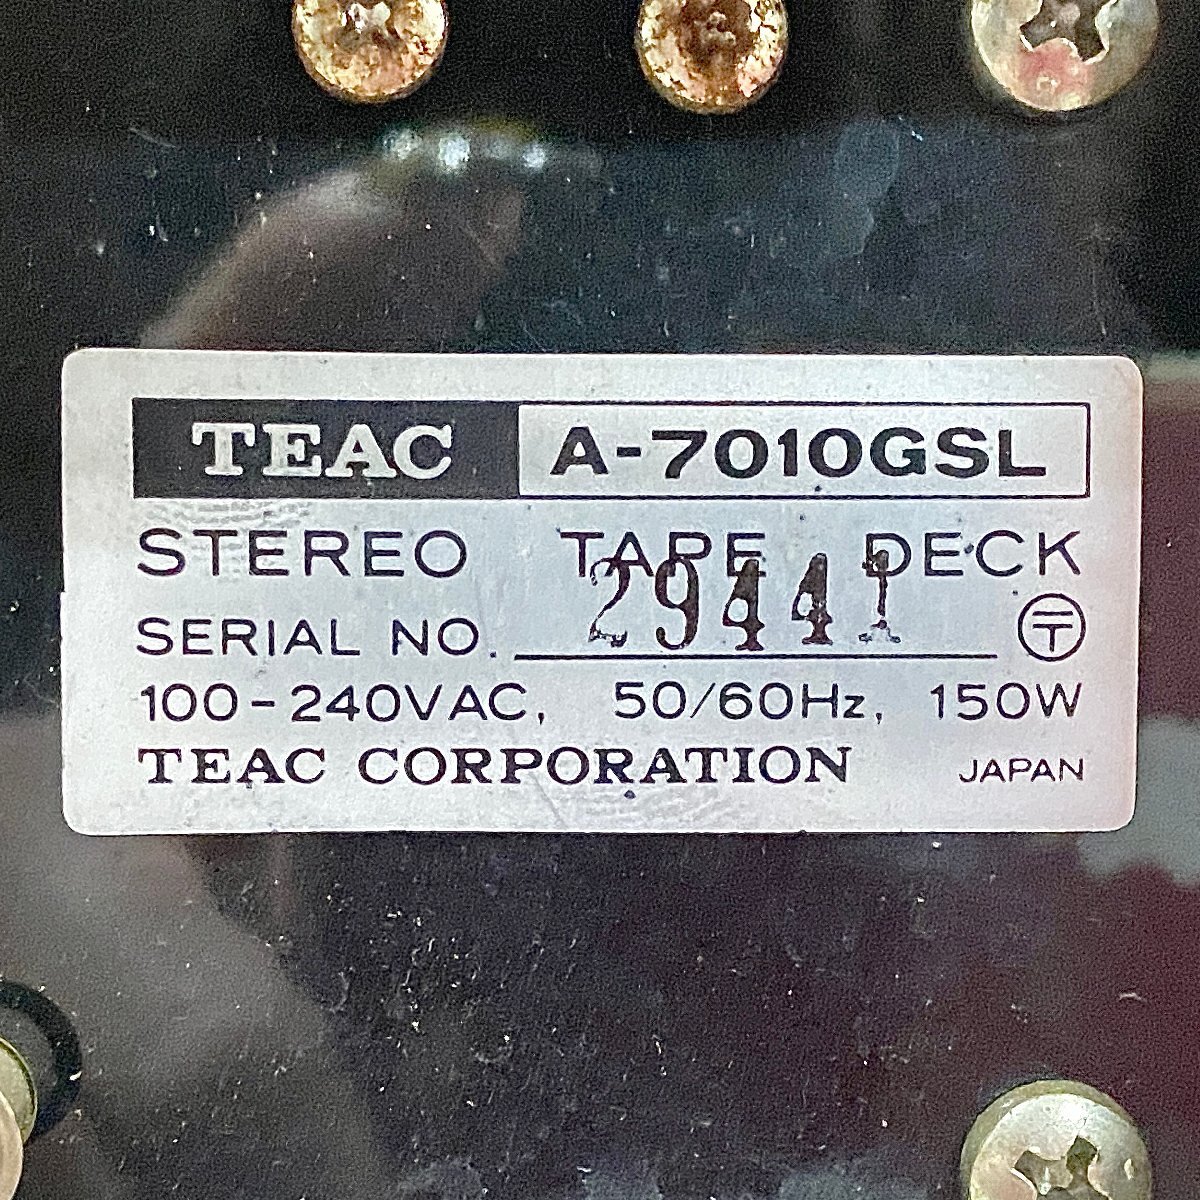 TEAC A-7010GSL
STEREO TAPE DECK
SERIAL NO. 29441 〶
100-240VAC, 50/60Hz, 150W
TEAC CORPORATION JAPAN